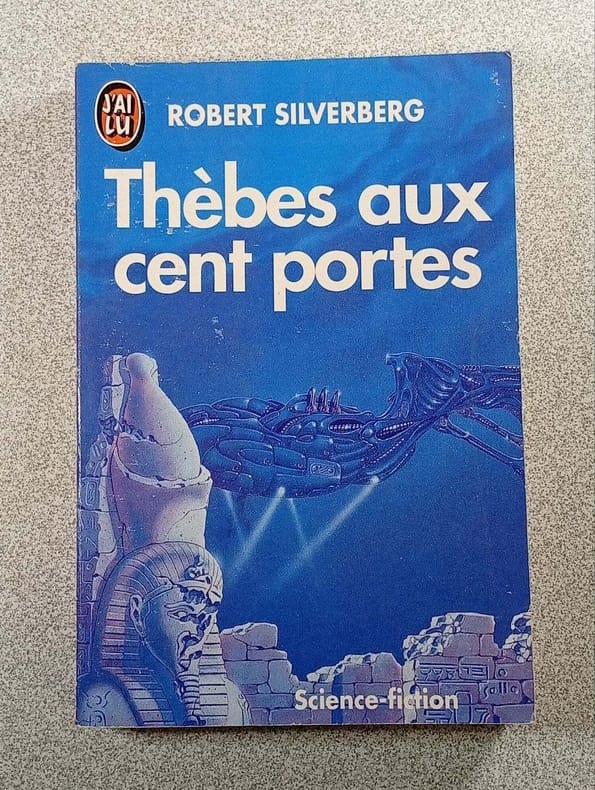 J'AI
LU
ROBERT SILVERBERG
Thèbes aux
cent portes
Science-fiction